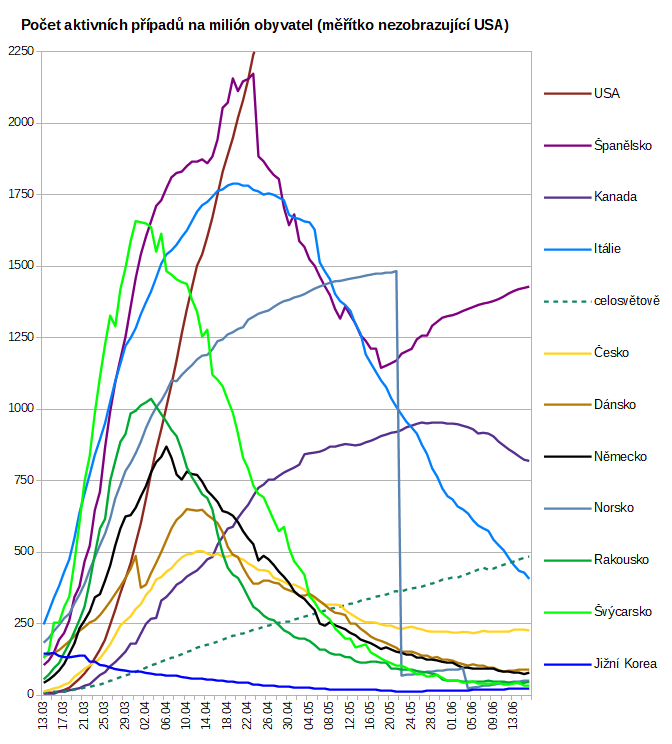 Počet aktivních případů na milión obyvatel (měřítko nezobrazující USA)
2250
2000
1750
1500
1250
1000
750
500
250
0
13.03
17.03
21.03
25.03
29.03
02.04
06.04
10.04
14.04
18.04
22.04
26.04
30.04
04.05
08.05
12.05
16.05
20.05
24.05
28.05
01.06
05.06
09.06
13.06
USA
Španělsko
Kanada
Itálie
celosvětově
Česko
Dánsko
Německo
Norsko
Rakousko
Švýcarsko
Jižní Korea